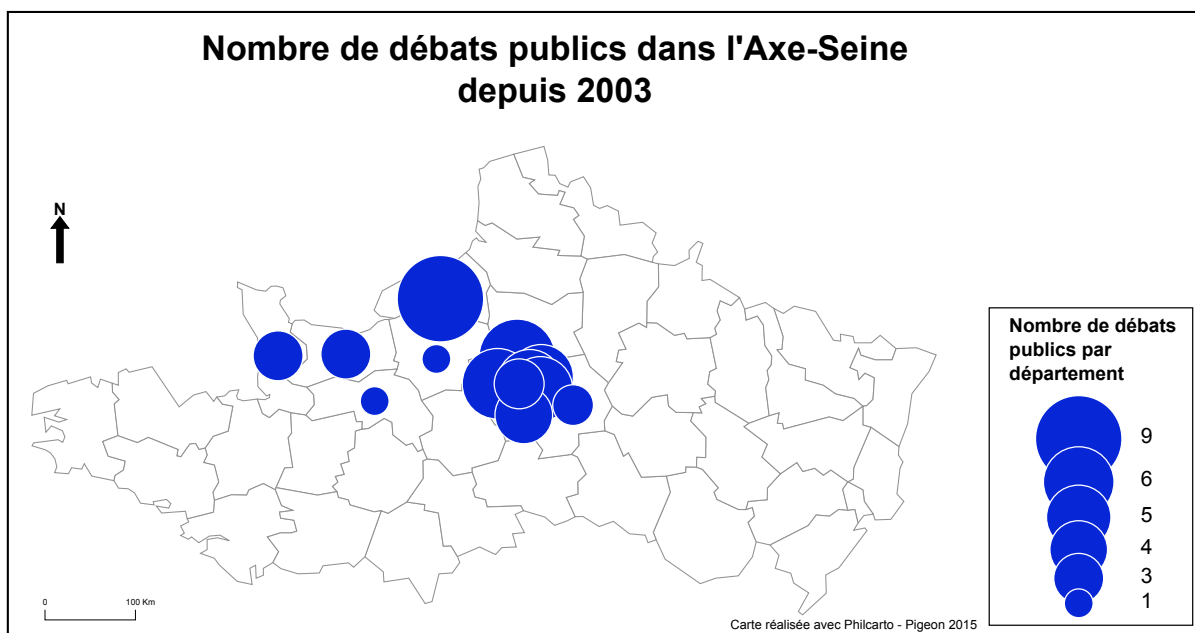 Nombre de débats publics dans l'Axe-Seine
depuis 2003
N
Nombre de débats
publics par
département
9
6
5
4
3
1
0
100 Km
Carte réalisée avec Philcarto - Pigeon 2015